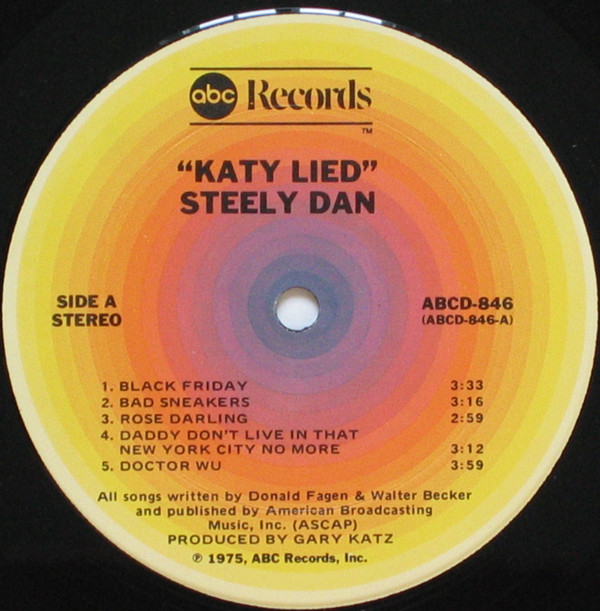 abc Records
TM
“KATY LIED”
STEELY DAN
SIDE A
STEREO
ABCD-846
(ABCD-846-A)
1. BLACK FRIDAY 3:33
2. BAD SNEAKERS 3:16
3. ROSE DARLING 2:59
4. DADDY DON'T LIVE IN THAT
NEW YORK CITY NO MORE 3:12
5. DOCTOR WU 3:59
All songs written by Donald Fagen & Walter Becker
and published by American Broadcasting
Music, Inc. (ASCAP)
PRODUCED BY GARY KATZ
℗ 1975, ABC Records, Inc.